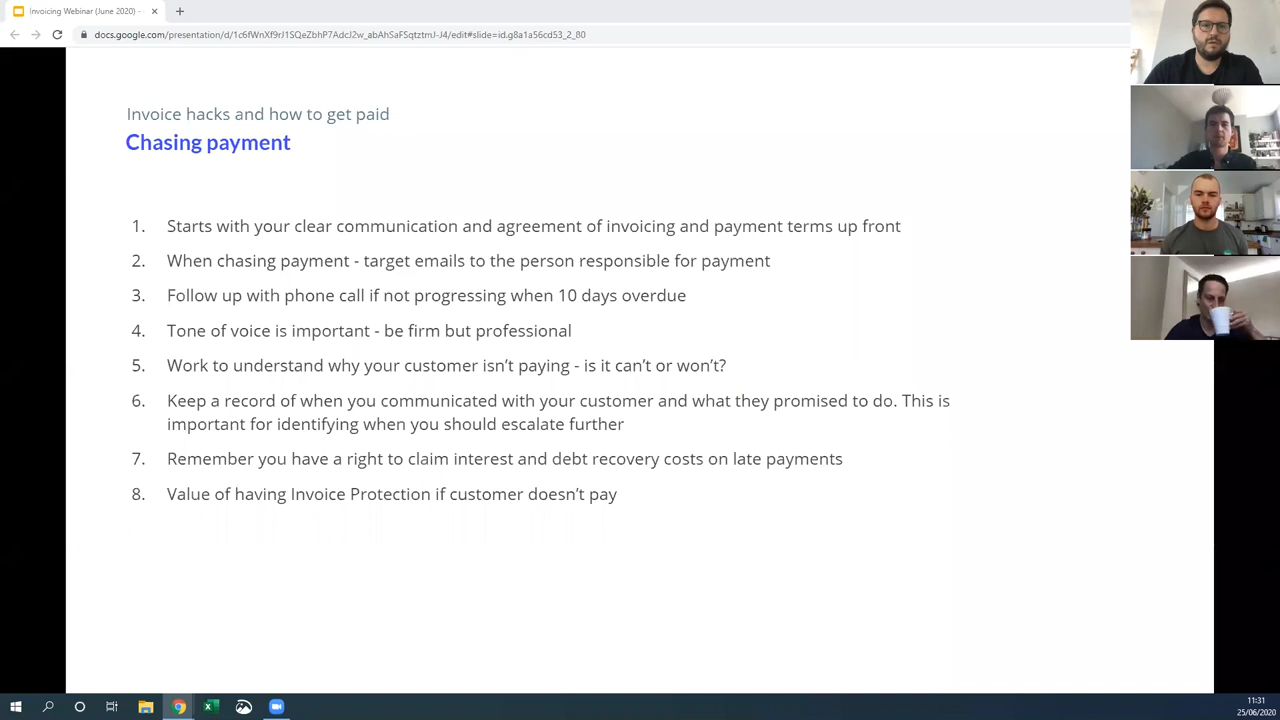 Invoicing Webinar (June 2020) -
docs.google.com/presentation/d/1c6fWnXf9rJ1SQeZbhP7AdcJ2w_abAhSaFSqtztmJ-J4/edit#slide=id.g8a1a56cd53_2_80
Invoice hacks and how to get paid
Chasing payment
1. Starts with your clear communication and agreement of invoicing and payment terms up front
2. When chasing payment - target emails to the person responsible for payment
3. Follow up with phone call if not progressing when 10 days overdue
4. Tone of voice is important - be firm but professional
5. Work to understand why your customer isn’t paying - is it can’t or won’t?
6. Keep a record of when you communicated with your customer and what they promised to do. This is
important for identifying when you should escalate further
7. Remember you have a right to claim interest and debt recovery costs on late payments
8. Value of having Invoice Protection if customer doesn’t pay
11:31
25/06/2020